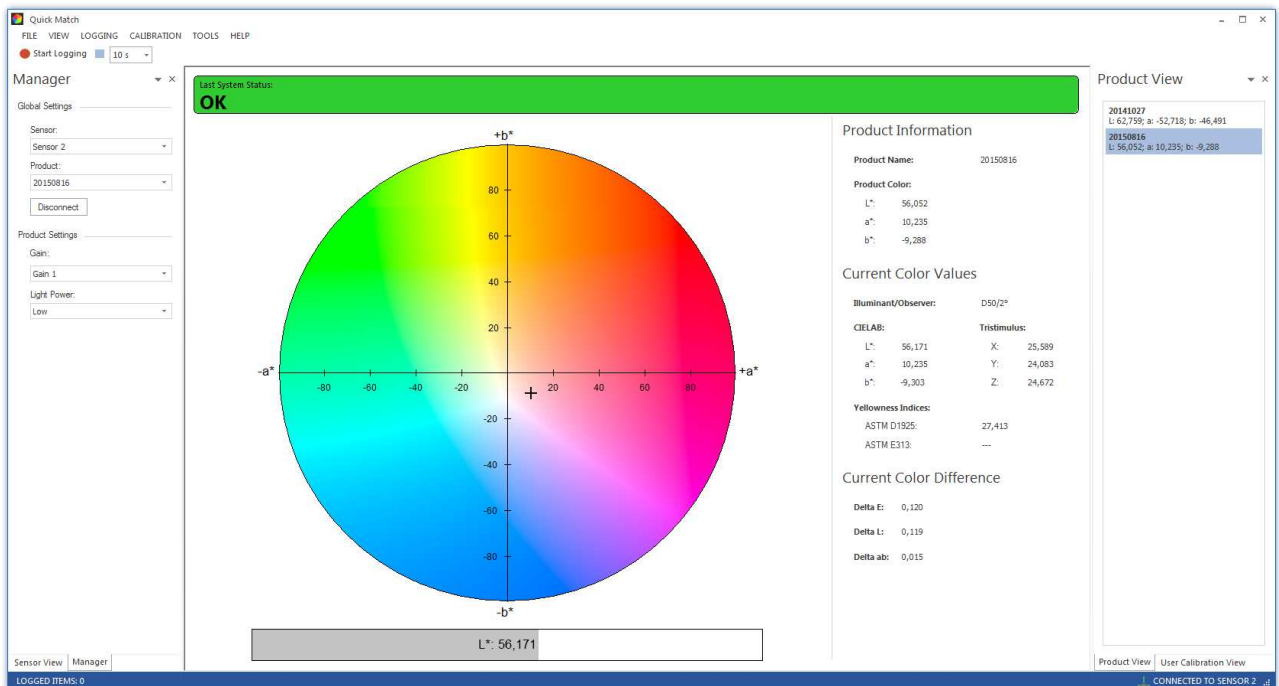 Quick Match
FILE VIEW LOGGING CALIBRATION TOOLS HELP
Start Logging 10 s
Manager
Global Settings
Sensor:
Sensor 2
Product:
20150816
Disconnect
Product Settings
Gain:
Gain 1
Light Power:
Low
Sensor View Manager
Last System Status:
OK
+b*
80
60
40
20
-a* -80 -60 -40 -20 20 40 60 80 +a*
-20
-40
-60
-80
-b*
L*: 56,171
Product Information
Product Name: 20150816
Product Color:
L*: 56,052
a*: 10,235
b*: -9,288
Current Color Values
Illuminant/Observer: D50/2°
CIELAB: Tristimulus:
L*: 56,171 X: 25,589
a*: 10,235 Y: 24,083
b*: -9,303 Z: 24,672
Yellowness Indices:
ASTM D1925: 27,413
ASTM E313: ---
Current Color Difference
Delta E: 0,120
Delta L: 0,119
Delta ab: 0,015
Product View
20141027
L: 62,759; a: -52,718; b: -46,491
20150816
L: 56,052; a: 10,235; b: -9,288
Product View User Calibration View
LOGGED ITEMS: 0 CONNECTED TO SENSOR 2